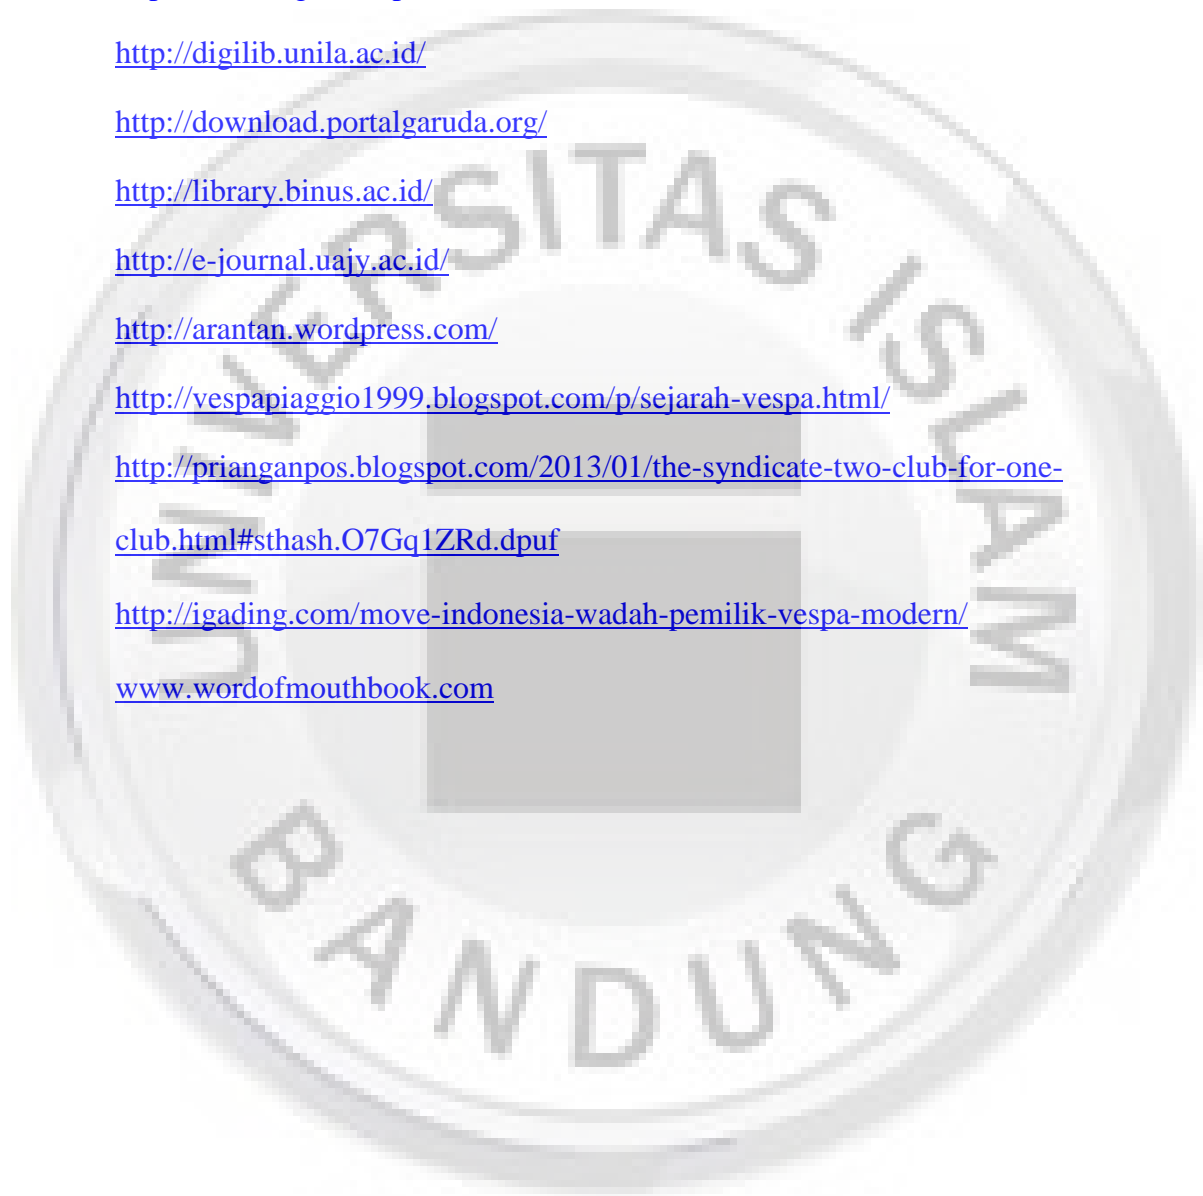 http://digilib.unila.ac.id/
http://download.portalgaruda.org/
http://library.binus.ac.id/
http://e-journal.uajy.ac.id/
http://arantan.wordpress.com/
http://vespapiaggio1999.blogspot.com/p/sejarah-vespa.html/
http://prianganpos.blogspot.com/2013/01/the-syndicate-two-club-for-one-
club.html#sthash.O7Gq1ZRd.dpuf
http://igading.com/move-indonesia-wadah-pemilik-vespa-modern/
www.wordofmouthbook.com
UNIVERSITAS ISLAM
BANDUNG